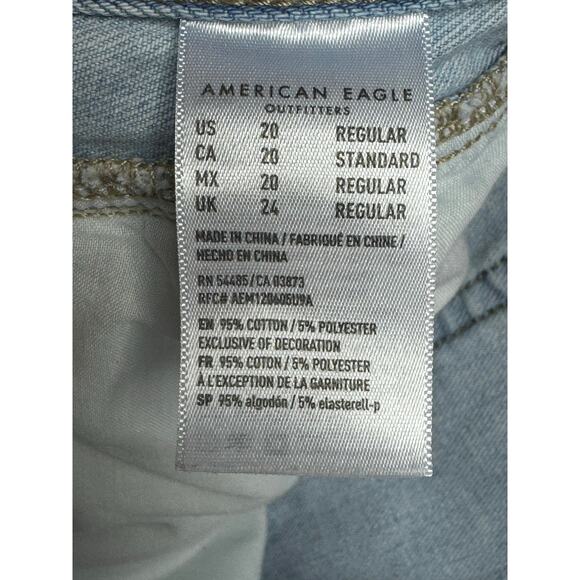 AMERICAN EAGLE
OUTFITTERS
US 20 REGULAR
CA 20 STANDARD
MX 20 REGULAR
UK 24 REGULAR
MADE IN CHINA / FABRIQUÉ EN CHINE /
HECHO EN CHINA
RN 54485 / CA 03873
RFC# AEM120605U9A
EN 95% COTTON / 5% POLYESTER
EXCLUSIVE OF DECORATION
FR 95% COTON / 5% POLYESTER
À L'EXCEPTION DE LA GARNITURE
SP 95% algodón / 5% elasterell-p